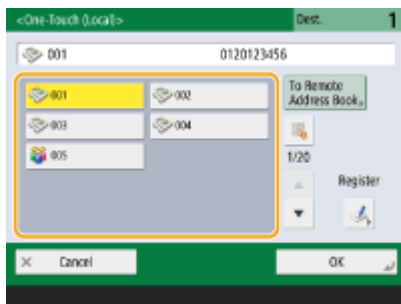 <One-Touch (Local)>
Dest. 1
001 0120123456
001 002
003 004
005
To Remote
Address Book
1/20
Register
× Cancel
OK